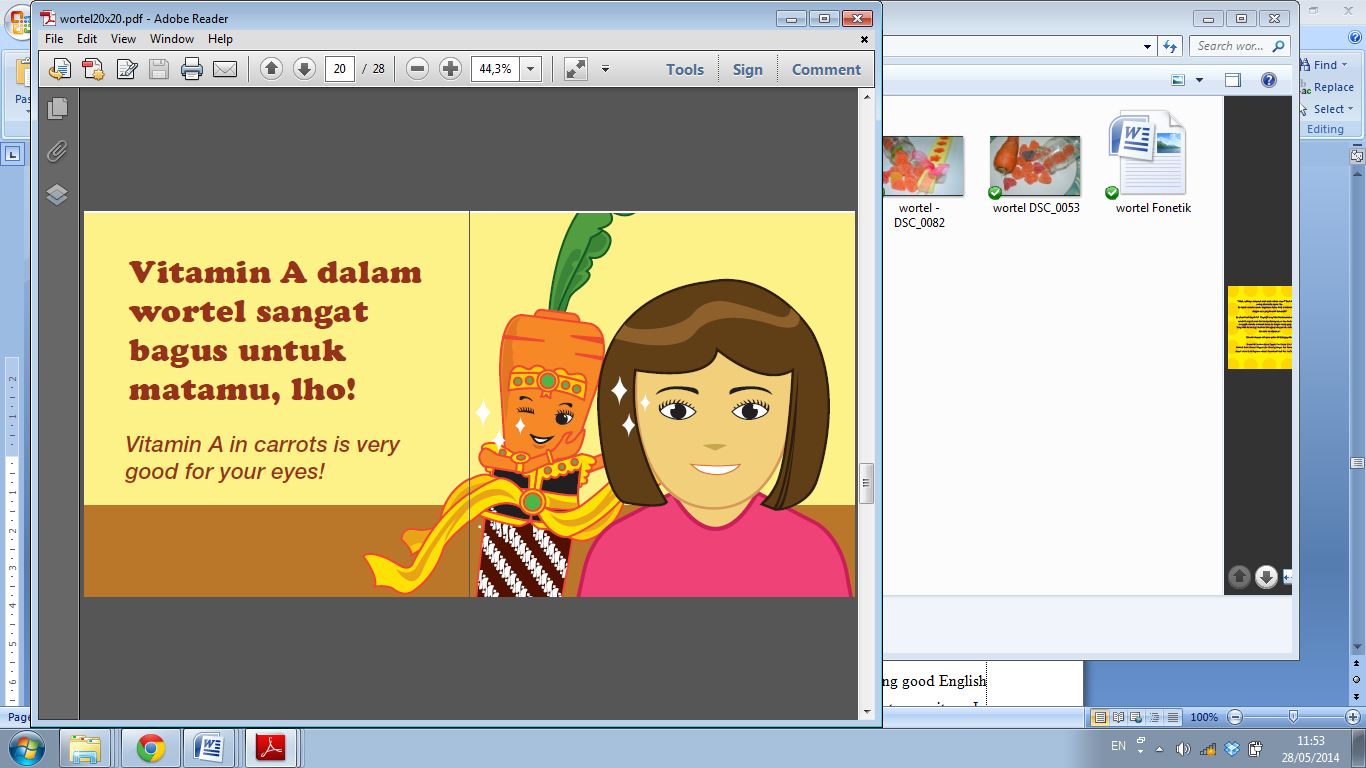 wortel20x20.pdf - Adobe Reader
File Edit View Window Help
20 / 28
44,3%
Tools Sign Comment
Vitamin A dalam
wortel sangat
bagus untuk
matamu, lho!
Vitamin A in carrots is very
good for your eyes!
Search wor...
wortel -
DSC_0082
wortel DSC_0053
wortel Fonetik
Find
Replace
Select
Editing
ng good English
100%
EN
11:53
28/05/2014